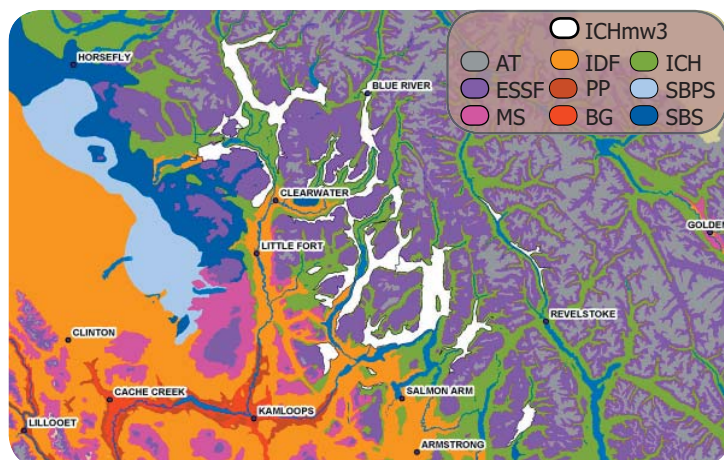 ICHmw3
AT IDF ICH
ESSF PP SBPS
MS BG SBS
HORSEFLY
BLUE RIVER
CLEARWATER
GOLDEN
LITTLE FORT
REVELSTOKE
CLINTON
CACHE CREEK
SALMON ARM
KAMLOOPS
LILLOOET
ARMSTRONG